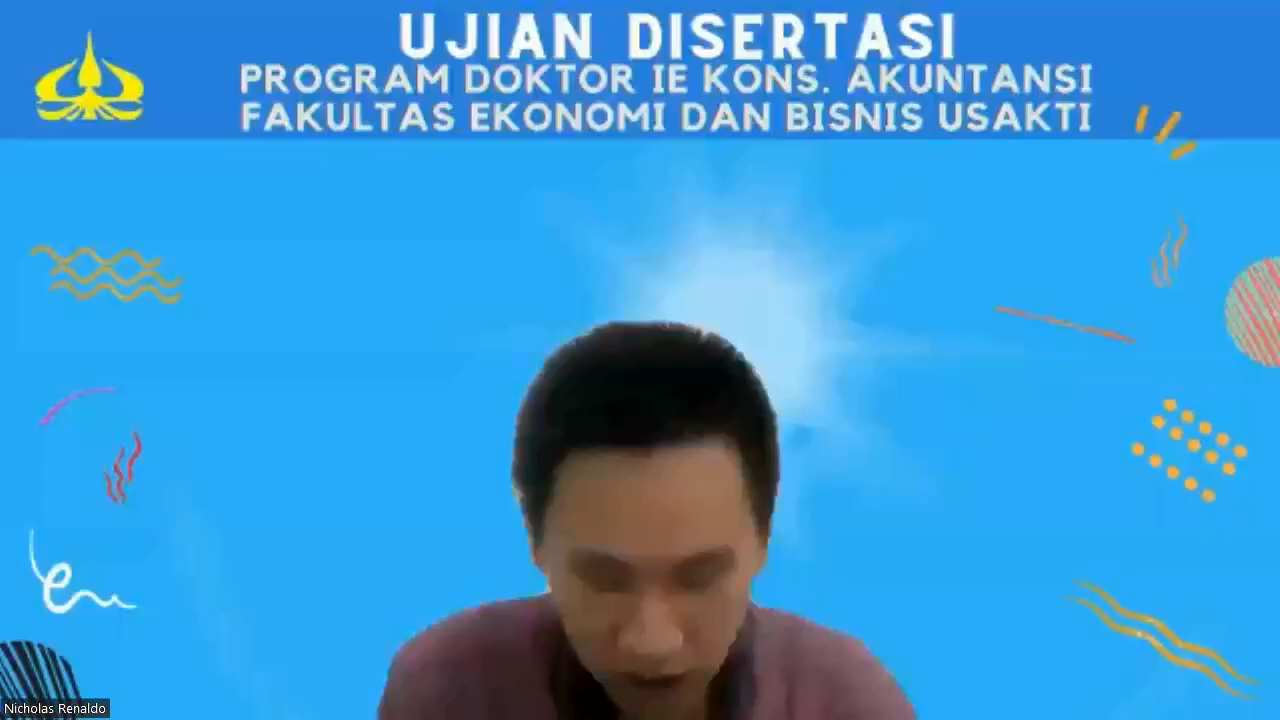 UJIAN DISERTASI
PROGRAM DOKTOR IE KONS. AKUNTANSI
FAKULTAS EKONOMI DAN BISNIS USAKTI
Nicholas Renaldo